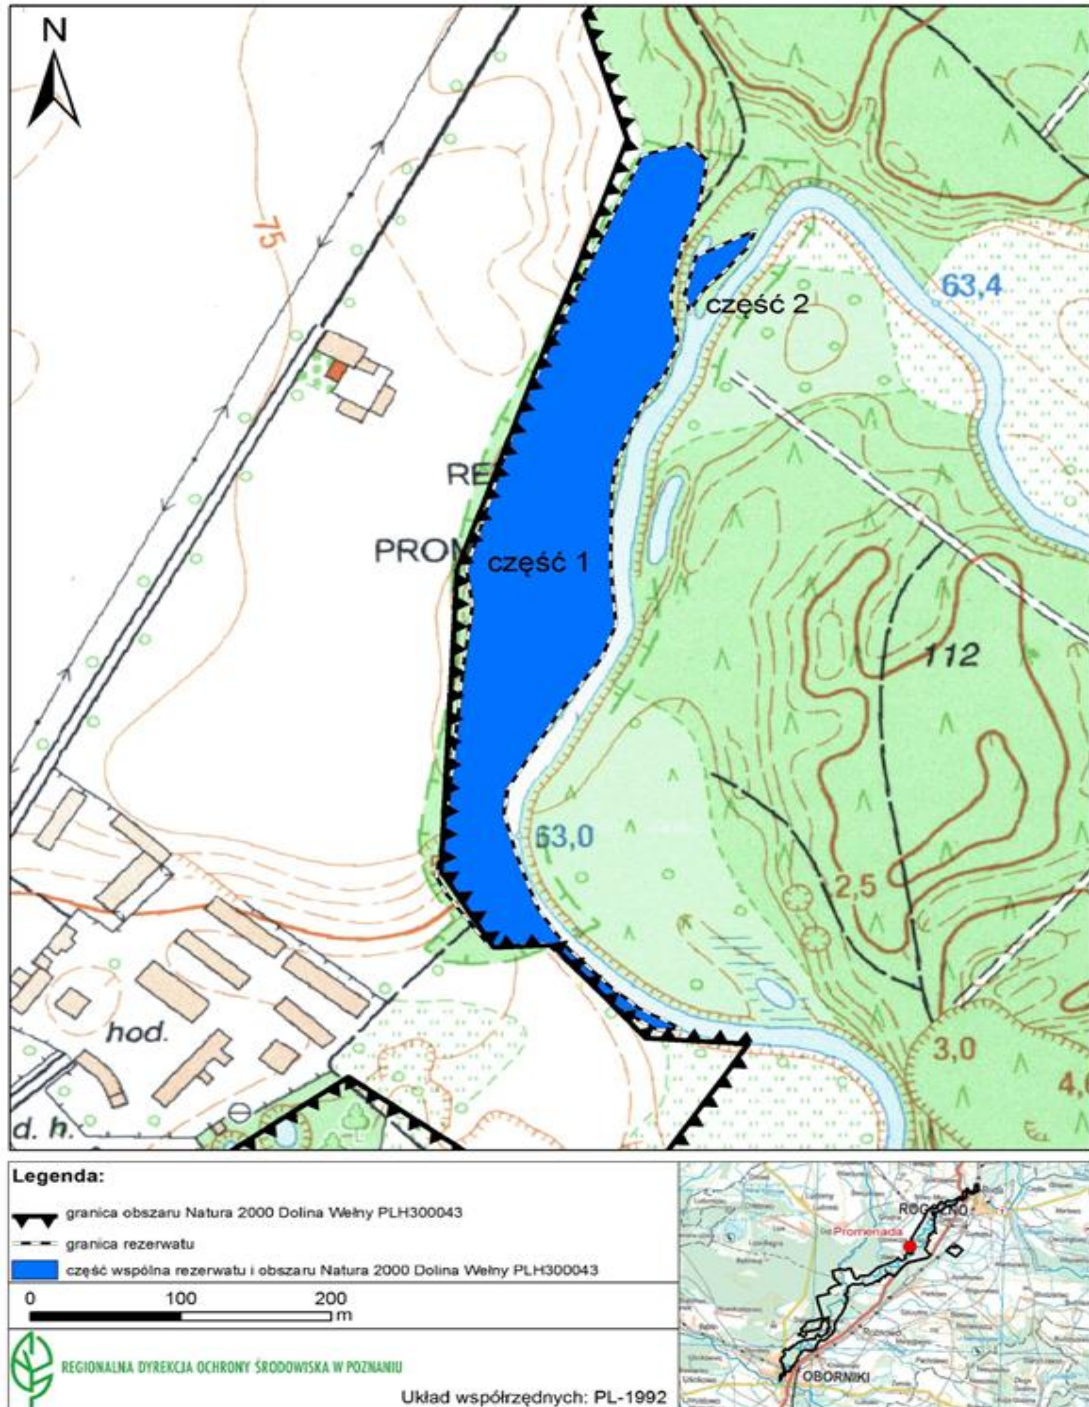 N
75
63,4
część 2
RE
PROM
część 1
112
63,0
2,5
hod.
3,0
4,
d. h.
Legenda:
granica obszaru Natura 2000 Dolina Wełny PLH300043
granica rezerwatu
część wspólna rezerwatu i obszaru Natura 2000 Dolina Wełny PLH300043
0 100 200
m
REGIONALNA DYREKCJA OCHRONY ŚRODOWISKA W POZNANIU
Układ współrzędnych: PL-1992
ROGOŹNO
Promenada
OBORNIKI